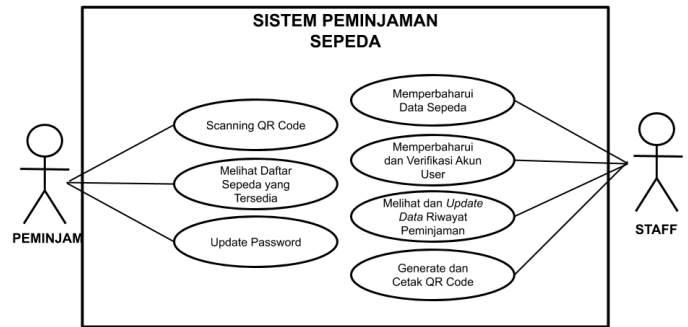 SISTEM PEMINJAMAN
SEPEDA
Scanning QR Code
Melihat Daftar
Sepeda yang
Tersedia
Update Password
Memperbaharui
Data Sepeda
Memperbaharui
dan Verifikasi Akun
User
Melihat dan Update
Data Riwayat
Peminjaman
Generate dan
Cetak QR Code
PEMINJAM
STAFF